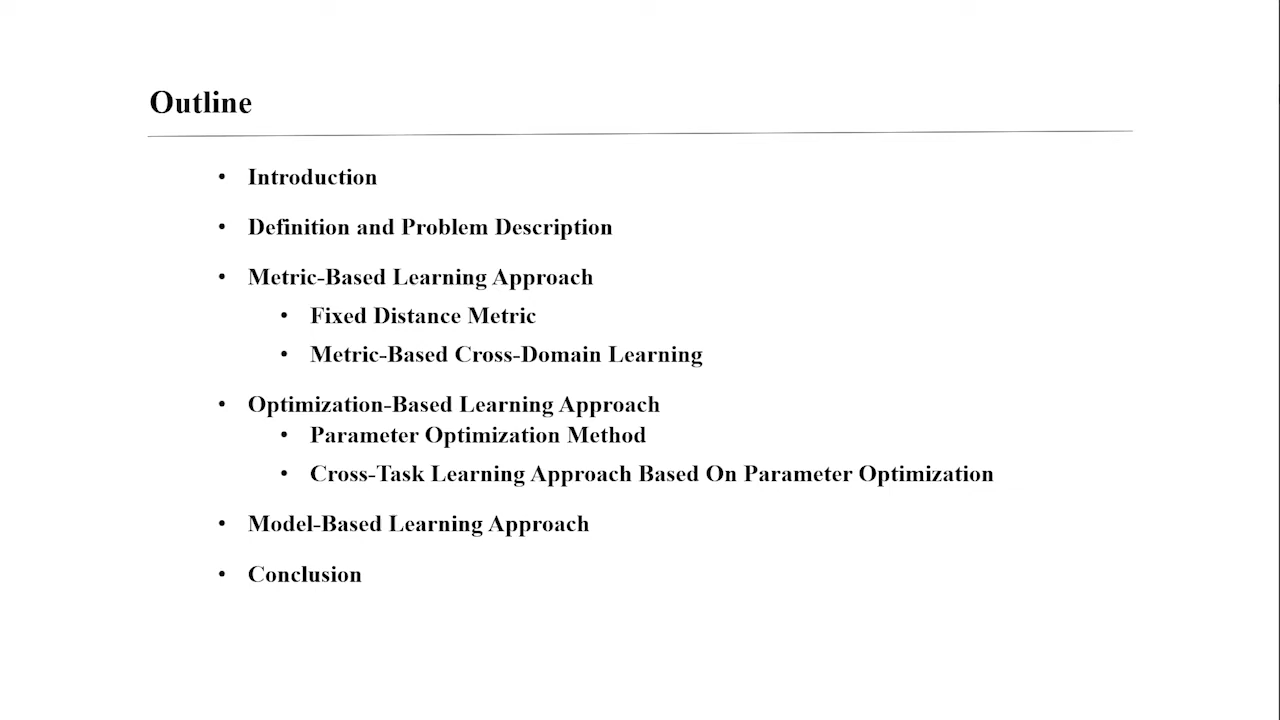 Outline
• Introduction
• Definition and Problem Description
• Metric-Based Learning Approach
• Fixed Distance Metric
• Metric-Based Cross-Domain Learning
• Optimization-Based Learning Approach
• Parameter Optimization Method
• Cross-Task Learning Approach Based On Parameter Optimization
• Model-Based Learning Approach
• Conclusion